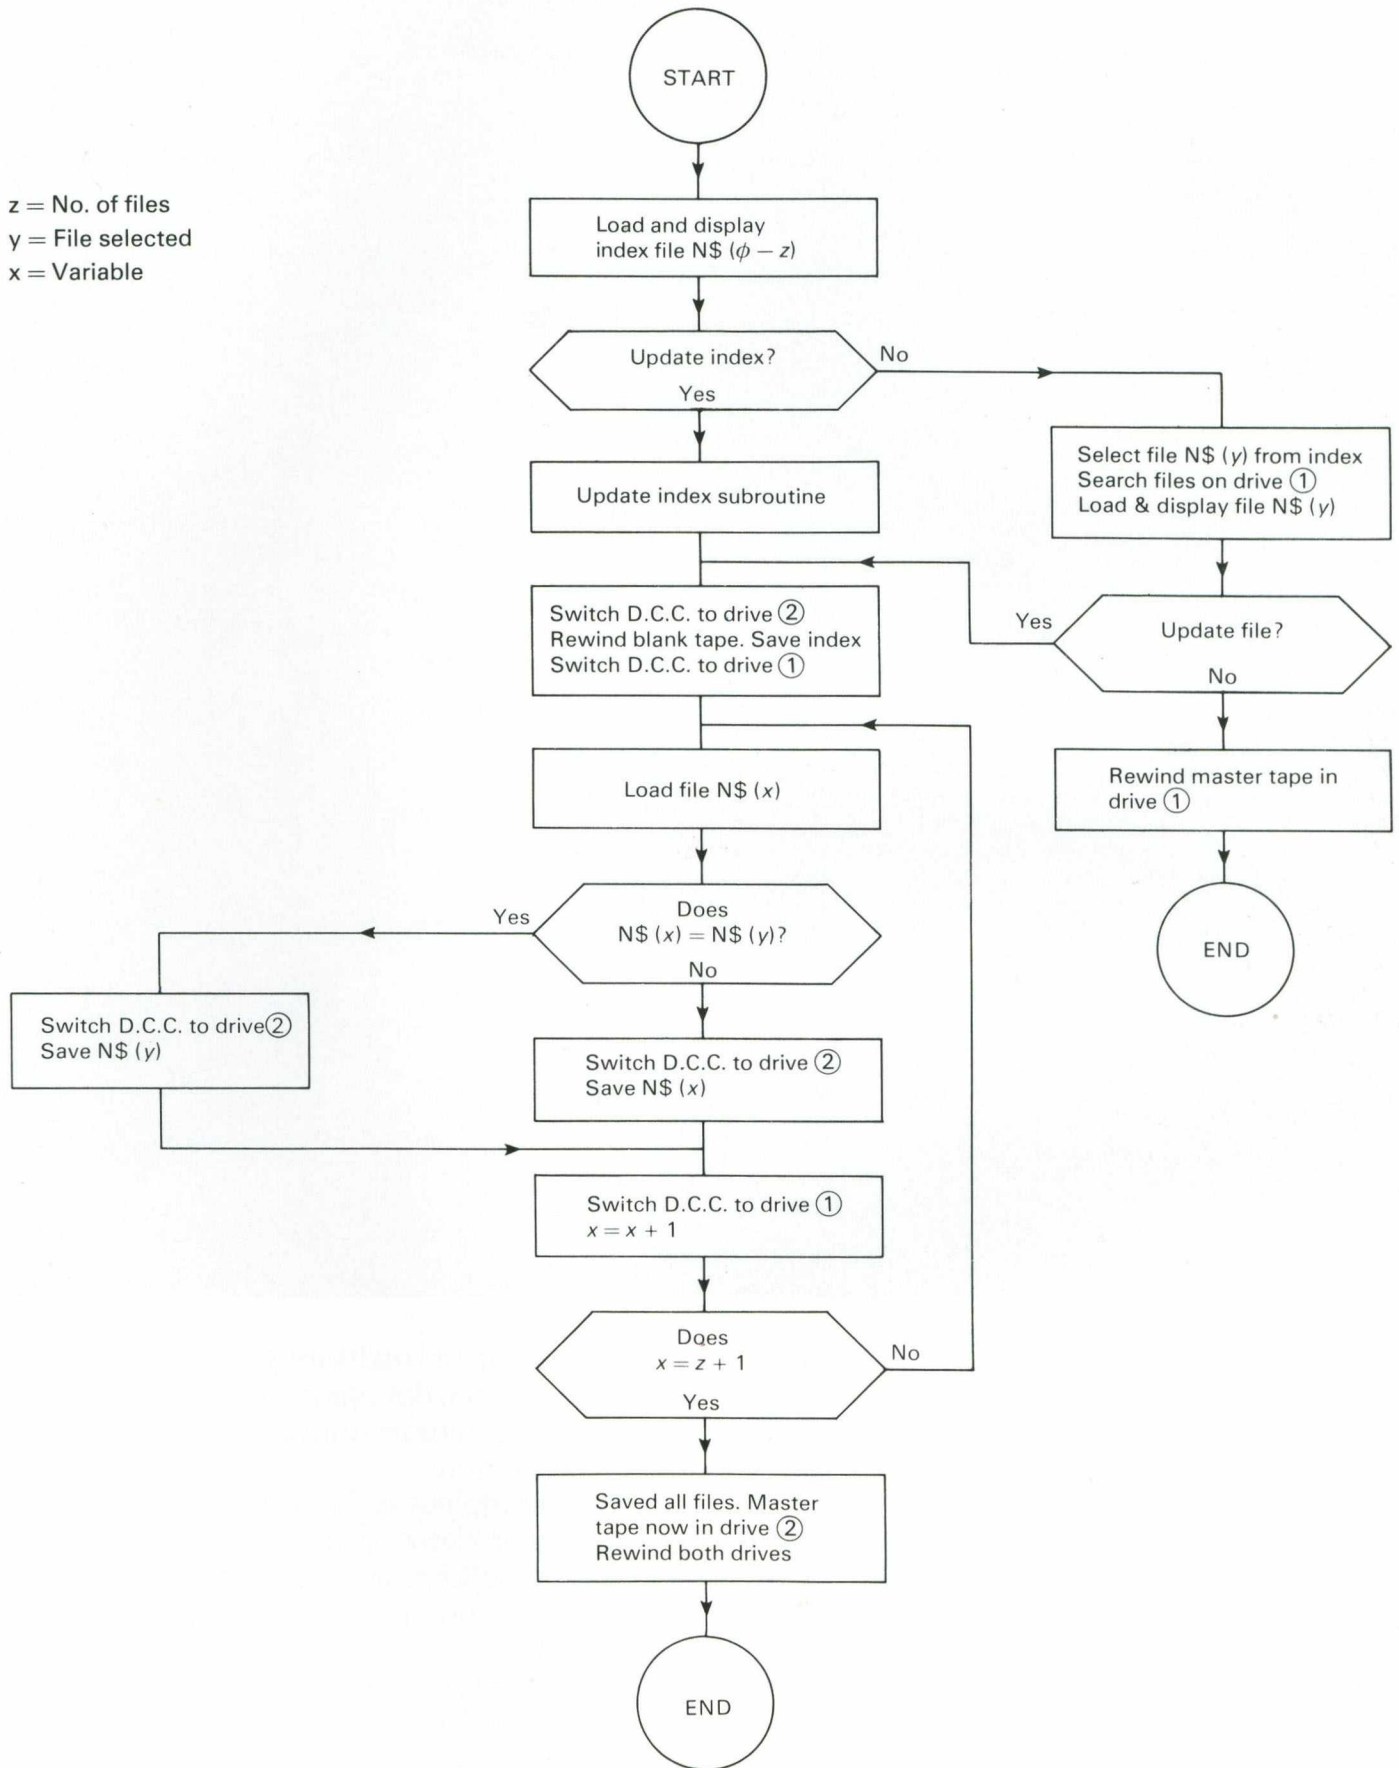 START
z = No. of files
y = File selected
x = Variable
Load and display
index file N$ (ϕ – z)
Update index?
No
Yes
Select file N$ (y) from index
Search files on drive ①
Load & display file N$ (y)
Update index subroutine
Switch D.C.C. to drive ②
Rewind blank tape. Save index
Switch D.C.C. to drive ①
Yes
Update file?
No
Load file N$ (x)
Rewind master tape in
drive ①
Yes
Does
N$ (x) = N$ (y)?
No
END
Switch D.C.C. to drive ②
Save N$ (y)
Switch D.C.C. to drive ②
Save N$ (x)
Switch D.C.C. to drive ①
x = x + 1
Does
x = z + 1
No
Yes
Saved all files. Master
tape now in drive ②
Rewind both drives
END